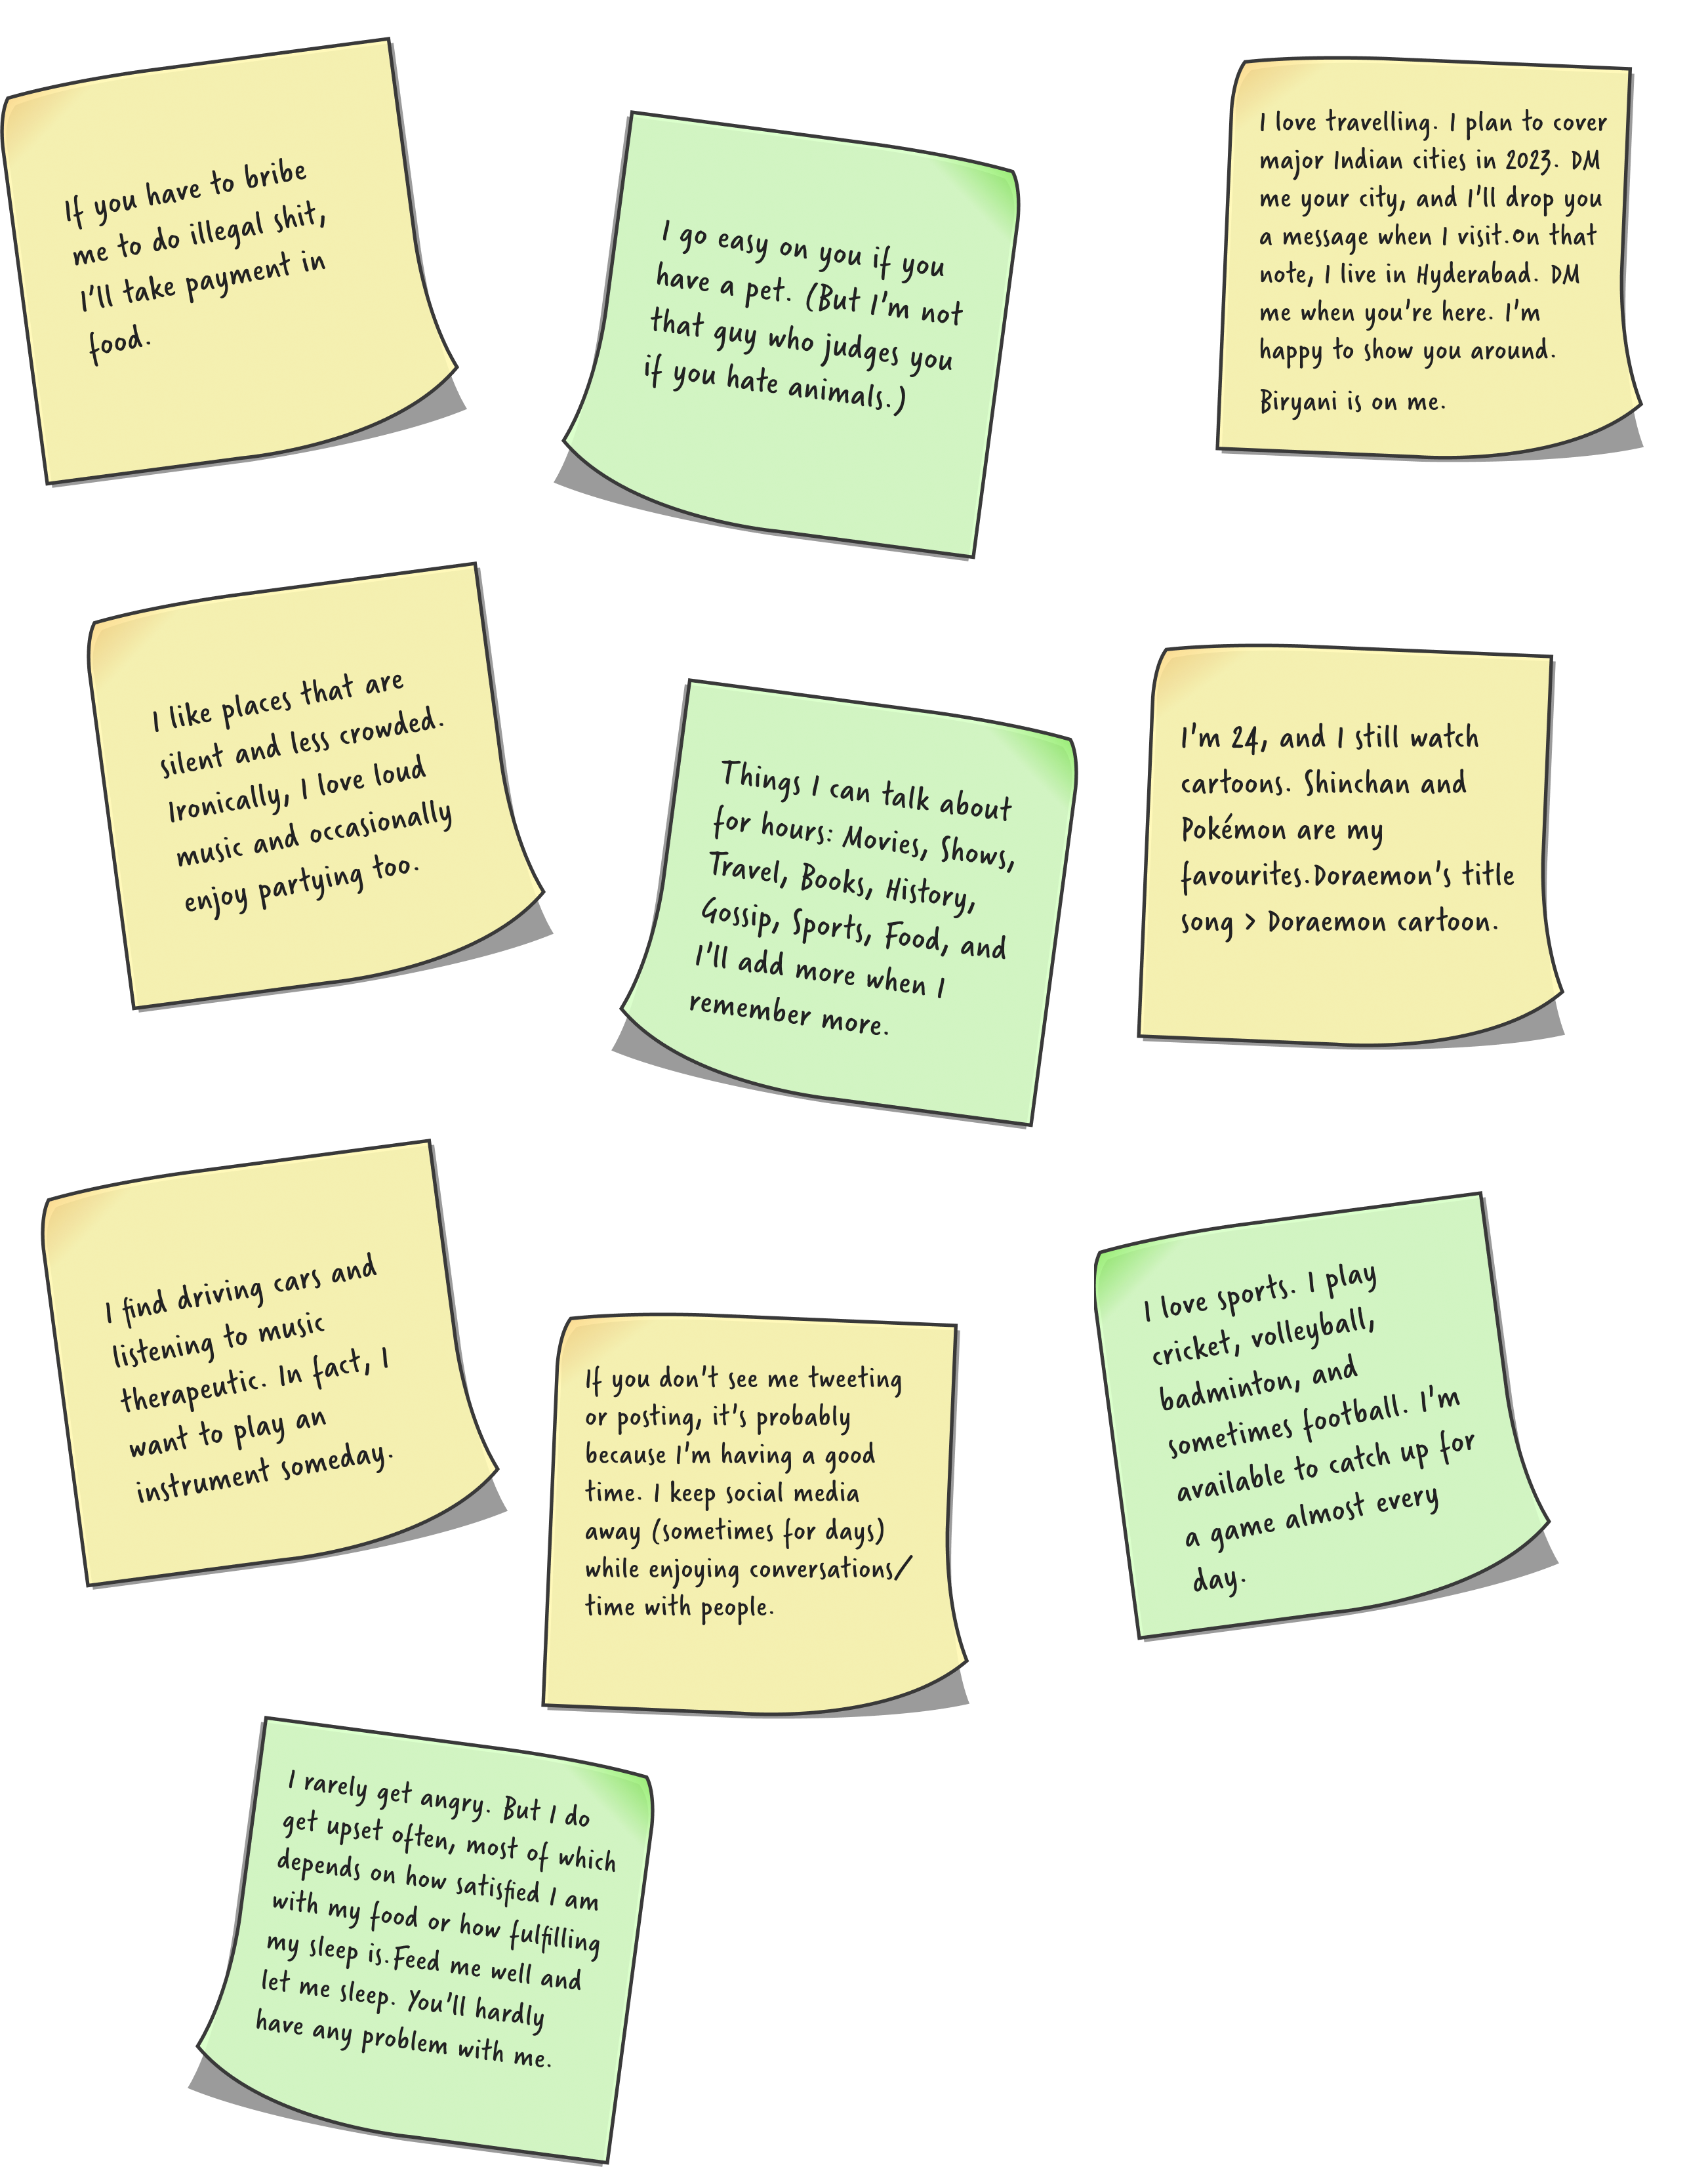 If you have to bribe
me to do illegal shit,
I'll take payment in
food.
I go easy on you if you
have a pet. (But I'm not
that guy who judges you
if you hate animals.)
I love travelling. I plan to cover
major Indian cities in 2023. DM
me your city, and I'll drop you
a message when I visit.On that
note, I live in Hyderabad. DM
me when you're here. I'm
happy to show you around.
Biryani is on me.
I like places that are
silent and less crowded.
Ironically, I love loud
music and occasionally
enjoy partying too.
Things I can talk about
for hours: Movies, Shows,
Travel, Books, History,
Gossip, Sports, Food, and
I'll add more when I
remember more.
I'm 24, and I still watch
cartoons. Shinchan and
Pokémon are my
favourites.Doraemon's title
song > Doraemon cartoon.
I find driving cars and
listening to music
therapeutic. In fact, I
want to play an
instrument someday.
If you don't see me tweeting
or posting, it's probably
because I'm having a good
time. I keep social media
away (sometimes for days)
while enjoying conversations/
time with people.
I love sports. I play
cricket, volleyball,
badminton, and
sometimes football. I'm
available to catch up for
a game almost every
day.
I rarely get angry. But I do
get upset often, most of which
depends on how satisfied I am
with my food or how fulfilling
my sleep is.Feed me well and
let me sleep. You'll hardly
have any problem with me.